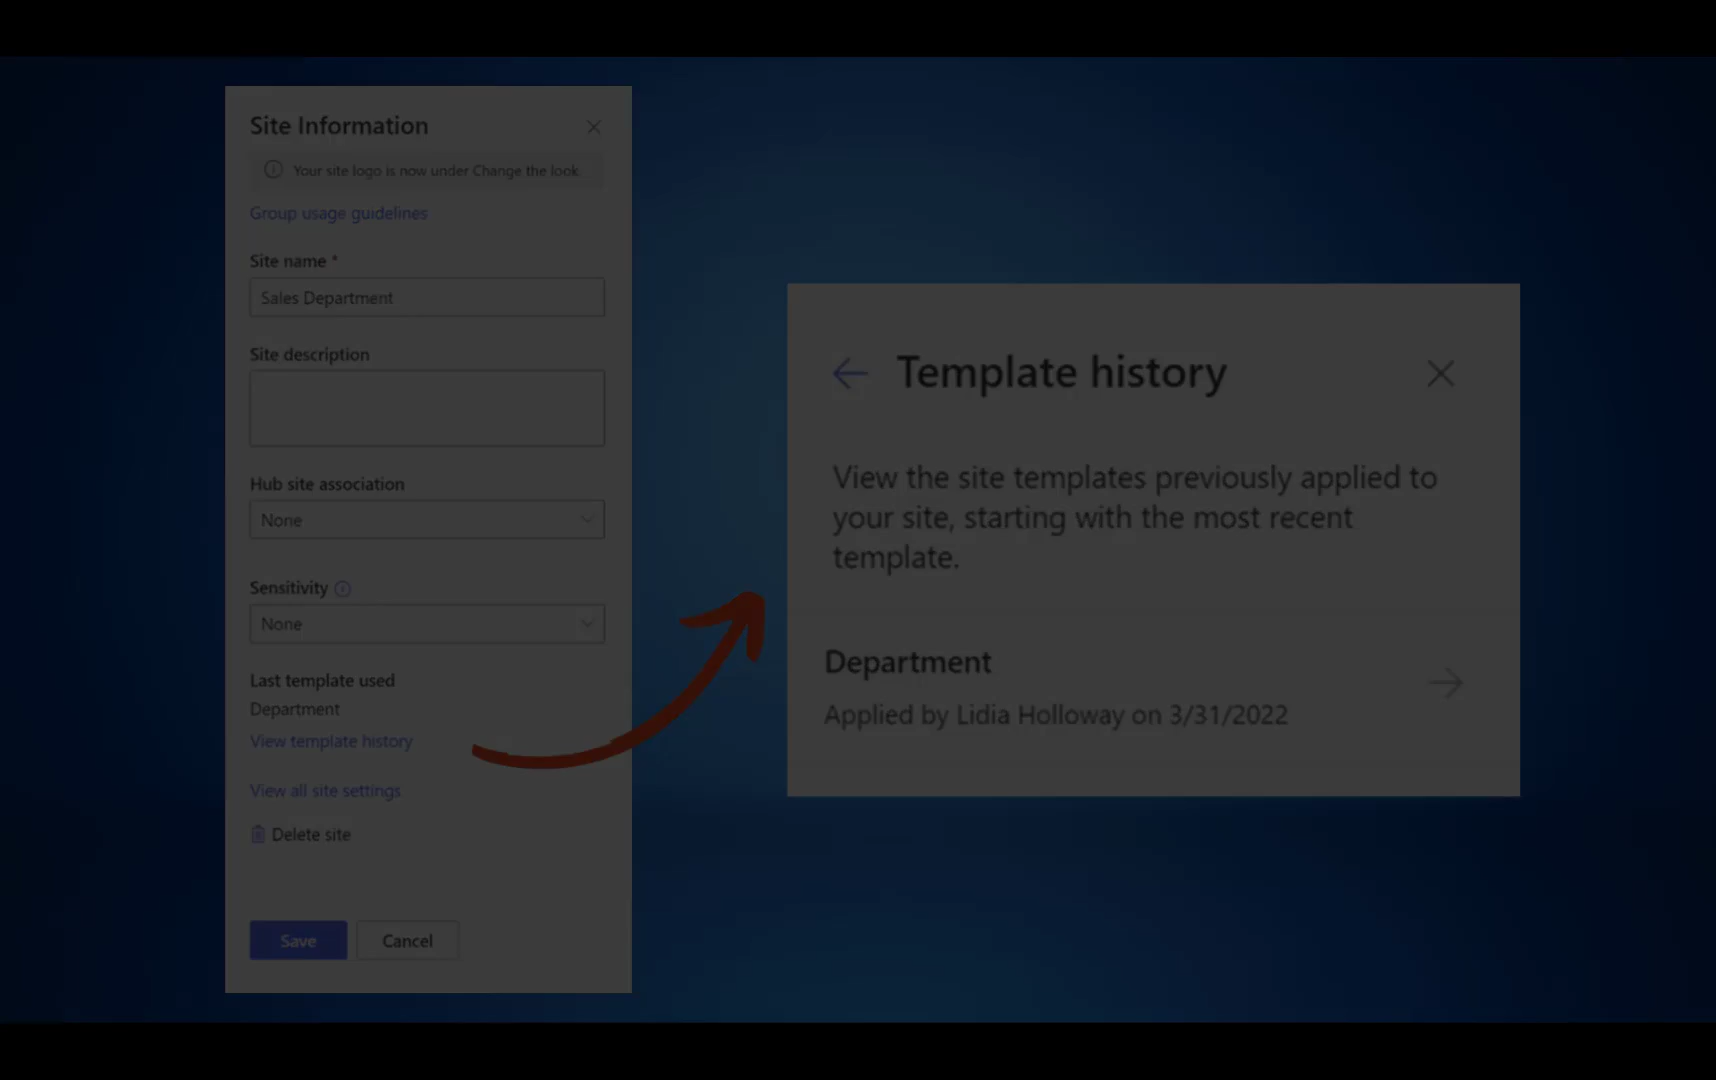 Site Information
Your site logo is now under Change the look.
Group usage guidelines
Site name *
Sales Department
Site description
Hub site association
None
Sensitivity
None
Last template used
Department
View template history
View all site settings
Delete site
Save
Cancel
Template history
View the site templates previously applied to
your site, starting with the most recent
template.
Department
Applied by Lidia Holloway on 3/31/2022